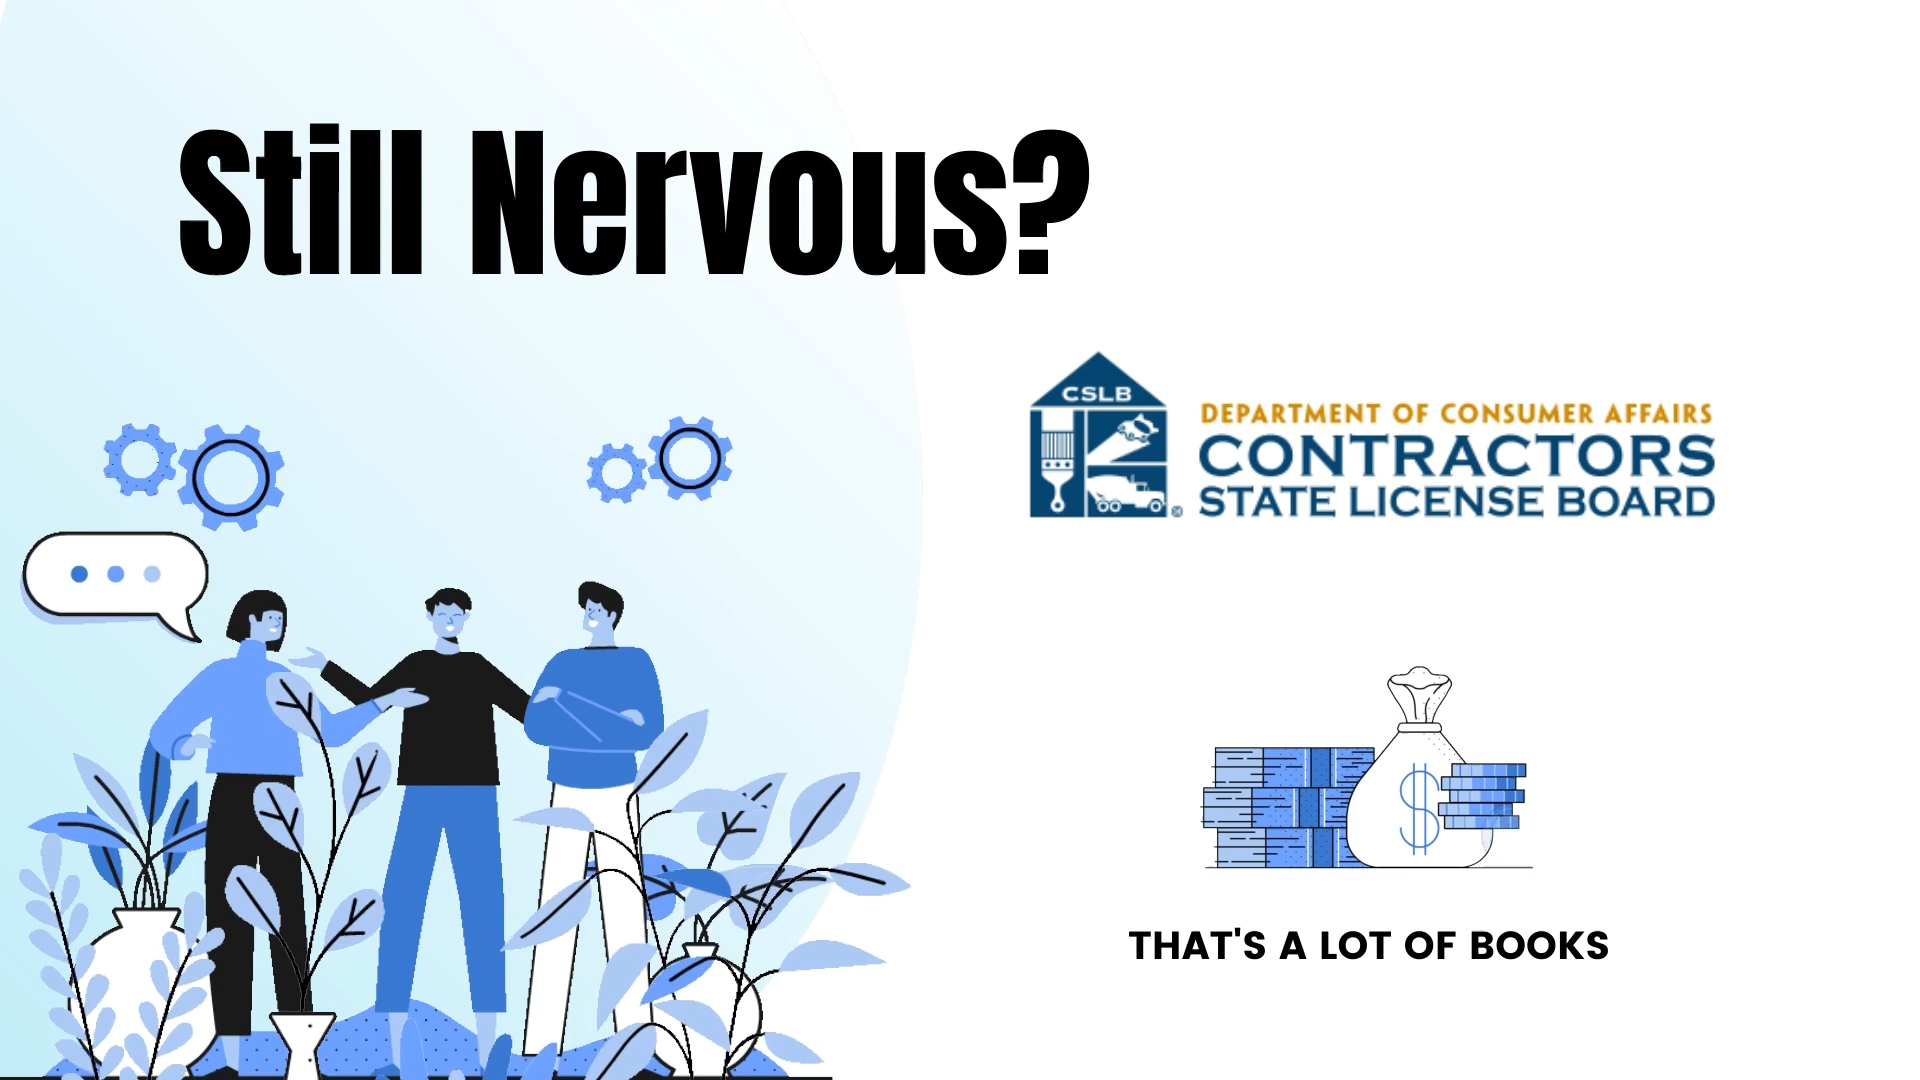 Still Nervous?
CSLB
DEPARTMENT OF CONSUMER AFFAIRS
CONTRACTORS
STATE LICENSE BOARD
®
$
THAT'S A LOT OF BOOKS